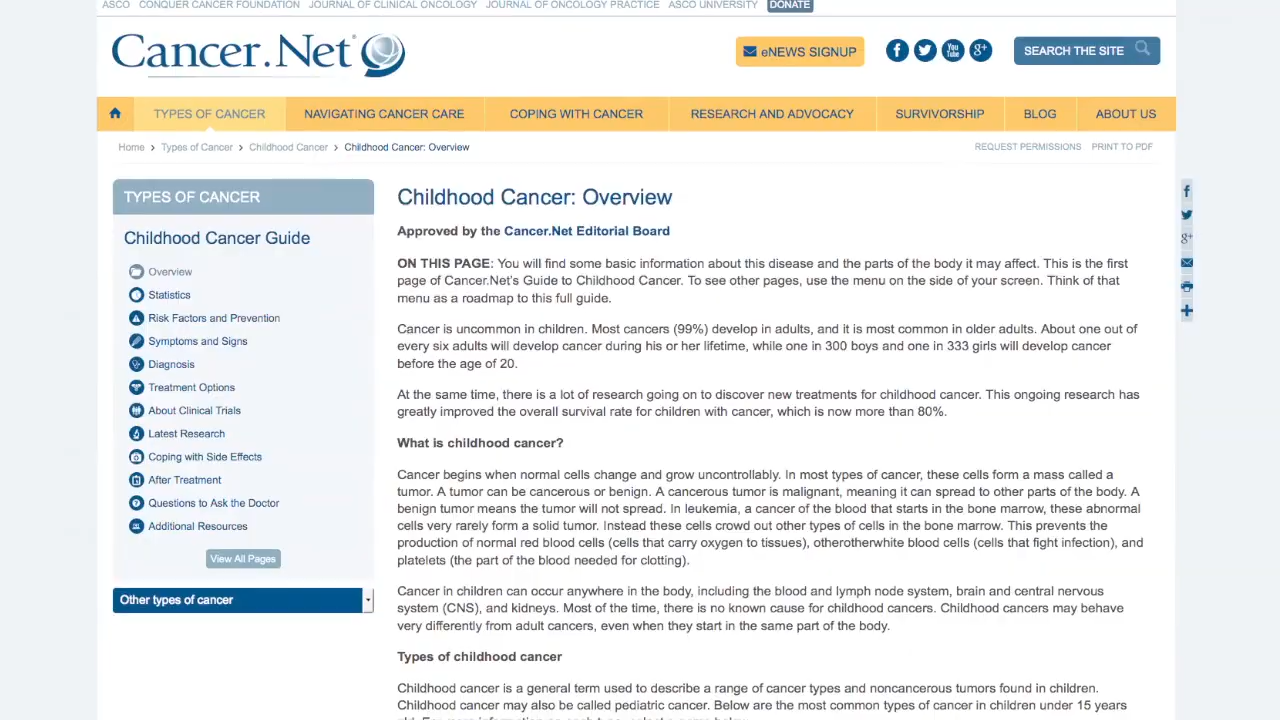 ASCO CONQUER CANCER FOUNDATION JOURNAL OF CLINICAL ONCOLOGY JOURNAL OF ONCOLOGY PRACTICE ASCO UNIVERSITY DONATE
Cancer.Net
eNEWS SIGNUP
f You Tube g+
SEARCH THE SITE
TYPES OF CANCER NAVIGATING CANCER CARE COPING WITH CANCER RESEARCH AND ADVOCACY SURVIVORSHIP BLOG ABOUT US
Home › Types of Cancer › Childhood Cancer › Childhood Cancer: Overview
REQUEST PERMISSIONS PRINT TO PDF
TYPES OF CANCER
Childhood Cancer Guide
Overview
Statistics
Risk Factors and Prevention
Symptoms and Signs
Diagnosis
Treatment Options
About Clinical Trials
Latest Research
Coping with Side Effects
After Treatment
Questions to Ask the Doctor
Additional Resources
View All Pages
Other types of cancer
Childhood Cancer: Overview
Approved by the Cancer.Net Editorial Board
ON THIS PAGE: You will find some basic information about this disease and the parts of the body it may affect. This is the first
page of Cancer.Net's Guide to Childhood Cancer. To see other pages, use the menu on the side of your screen. Think of that
menu as a roadmap to this full guide.
Cancer is uncommon in children. Most cancers (99%) develop in adults, and it is most common in older adults. About one out of
every six adults will develop cancer during his or her lifetime, while one in 300 boys and one in 333 girls will develop cancer
before the age of 20.
At the same time, there is a lot of research going on to discover new treatments for childhood cancer. This ongoing research has
greatly improved the overall survival rate for children with cancer, which is now more than 80%.
What is childhood cancer?
Cancer begins when normal cells change and grow uncontrollably. In most types of cancer, these cells form a mass called a
tumor. A tumor can be cancerous or benign. A cancerous tumor is malignant, meaning it can spread to other parts of the body. A
benign tumor means the tumor will not spread. In leukemia, a cancer of the blood that starts in the bone marrow, these abnormal
cells very rarely form a solid tumor. Instead these cells crowd out other types of cells in the bone marrow. This prevents the
production of normal red blood cells (cells that carry oxygen to tissues), otherotherwhite blood cells (cells that fight infection), and
platelets (the part of the blood needed for clotting).
Cancer in children can occur anywhere in the body, including the blood and lymph node system, brain and central nervous
system (CNS), and kidneys. Most of the time, there is no known cause for childhood cancers. Childhood cancers may behave
very differently from adult cancers, even when they start in the same part of the body.
Types of childhood cancer
Childhood cancer is a general term used to describe a range of cancer types and noncancerous tumors found in children.
Childhood cancer may also be called pediatric cancer. Below are the most common types of cancer in children under 15 years
f
g+